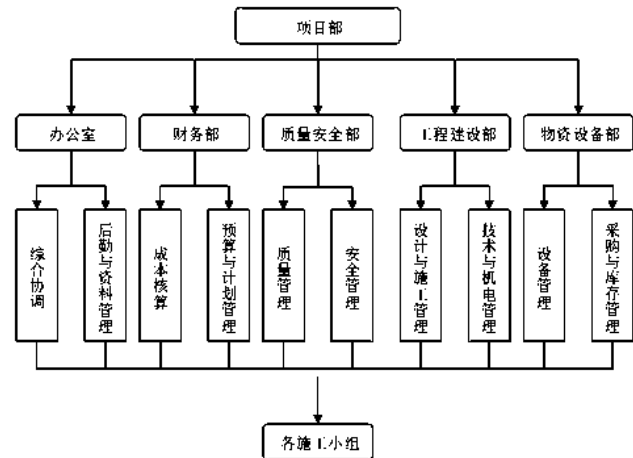 项目部
办公室
财务部
质量安全部
工程建设部
物资设备部
综合协调
后勤与资料管理
成本核算
预算与计划管理
质量管理
安全管理
设计与施工管理
技术与机电管理
设备管理
采购与库存管理
各施工小组